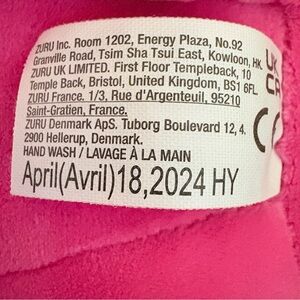 ZURU Inc. Room 1202, Energy Plaza, No.92
Granville Road, Tsim Sha Tsui East, Kowloon, HK
ZURU UK LIMITED. First Floor Templeback, 10
Temple Back, Bristol, United Kingdom, BS1 6FL
ZURU France. 1/3, Rue d'Argenteuil, 95210
Saint-Gratien, France.
ZURU Denmark ApS. Tuborg Boulevard 12, 4.
2900 Hellerup, Denmark.
HAND WASH / LAVAGE À LA MAIN
April(Avril)18,2024 HY
UK
CA
CE